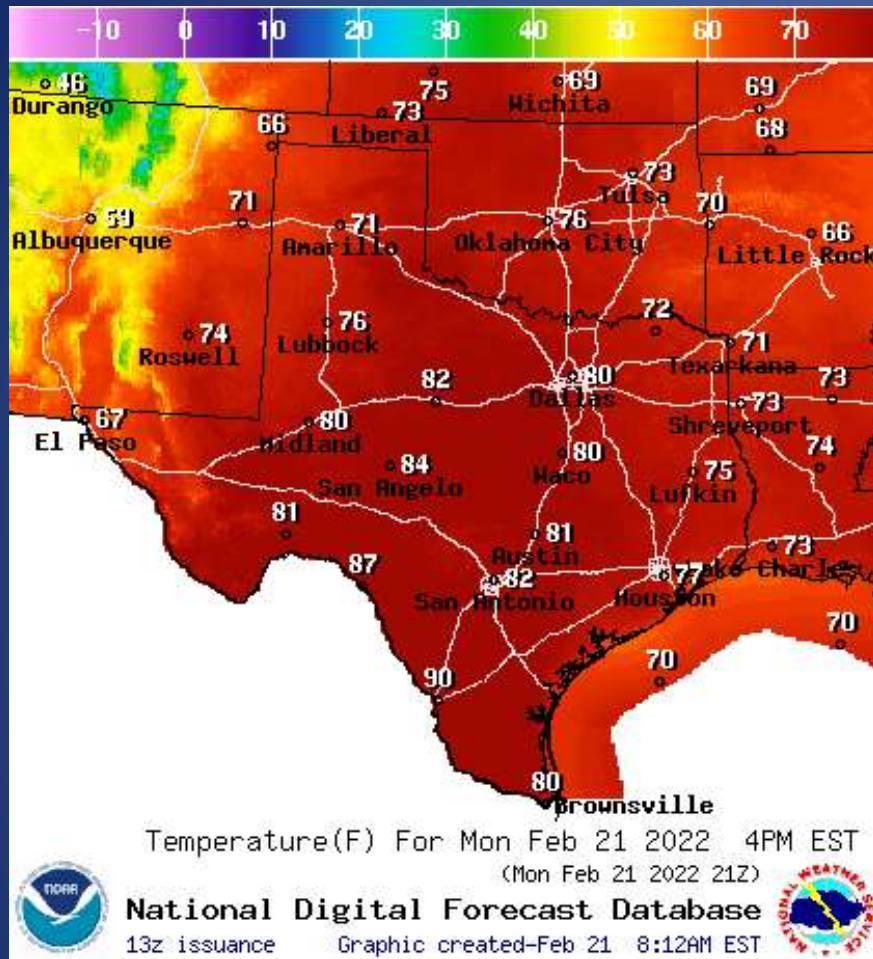 -10 0 10 20 30 40 50 60 70
46
Durango
75
69
Wichita
69
73
Liberal
66
68
73
Tulsa
59
Albuquerque
71
71
Amarillo
76
Oklahoma City
70
66
Little Rock
74
Roswell
76
Lubbock
72
71
Texarkana
82
80
Dallas
73
Shreveport
73
67
El Paso
80
Midland
84
San Angelo
80
Waco
75
Lufkin
74
81
87
81
Austin
82
San Antonio
77
Houston
73
Lake Charles
90
70
70
80
Brownsville
Temperature(F) For Mon Feb 21 2022 4PM EST
(Mon Feb 21 2022 21Z)
NOAA
National Digital Forecast Database
13z issuance Graphic created-Feb 21 8:12AM EST
NATIONAL WEATHER SERVICE